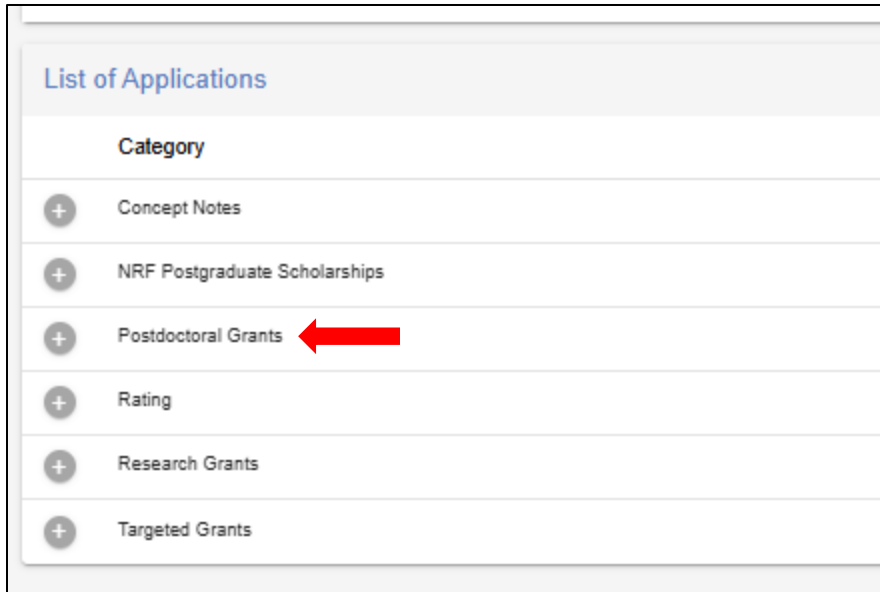 List of Applications
Category
Concept Notes
NRF Postgraduate Scholarships
Postdoctoral Grants
Rating
Research Grants
Targeted Grants